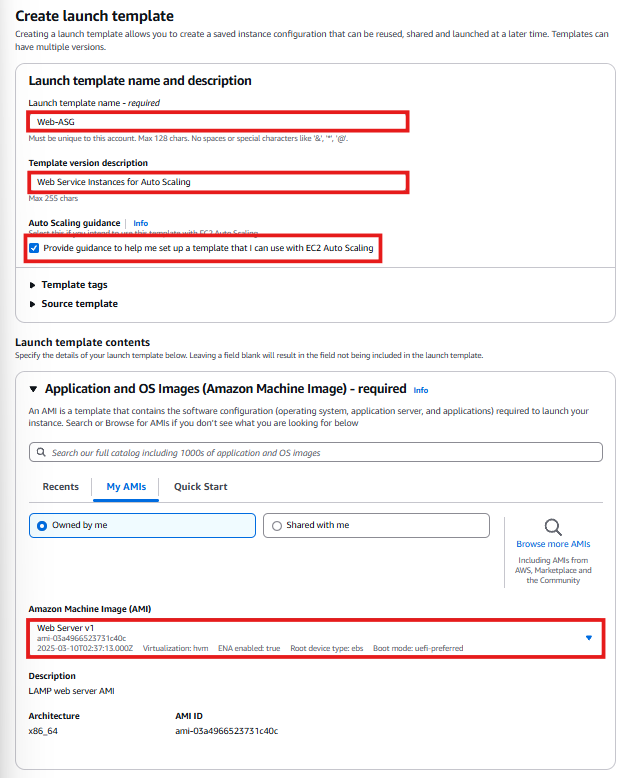 Create launch template
Creating a launch template allows you to create a saved instance configuration that can be reused, shared and launched at a later time. Templates can
have multiple versions.
Launch template name and description
Launch template name - required
Web-ASG
Must be unique to this account. Max 128 chars. No spaces or special characters like '&', '*', '@'.
Template version description
Web Service Instances for Auto Scaling
Max 255 chars
Auto Scaling guidance Info
Select this if you intend to use this template with EC2 Auto Scaling
Provide guidance to help me set up a template that I can use with EC2 Auto Scaling
Template tags
Source template
Launch template contents
Specify the details of your launch template below. Leaving a field blank will result in the field not being included in the launch template.
Application and OS Images (Amazon Machine Image) - required Info
An AMI is a template that contains the software configuration (operating system, application server, and applications) required to launch your
instance. Search or Browse for AMIs if you don't see what you are looking for below
Search our full catalog including 1000s of application and OS images
Recents My AMIs Quick Start
Owned by me Shared with me
Browse more AMIs
Including AMIs from
AWS, Marketplace and
the Community
Amazon Machine Image (AMI)
Web Server v1
ami-03a4966523731c40c
2025-03-10T02:37:13.000Z Virtualization: hvm ENA enabled: true Root device type: ebs Boot mode: uefi-preferred
Description
LAMP web server AMI
Architecture AMI ID
x86_64 ami-03a4966523731c40c